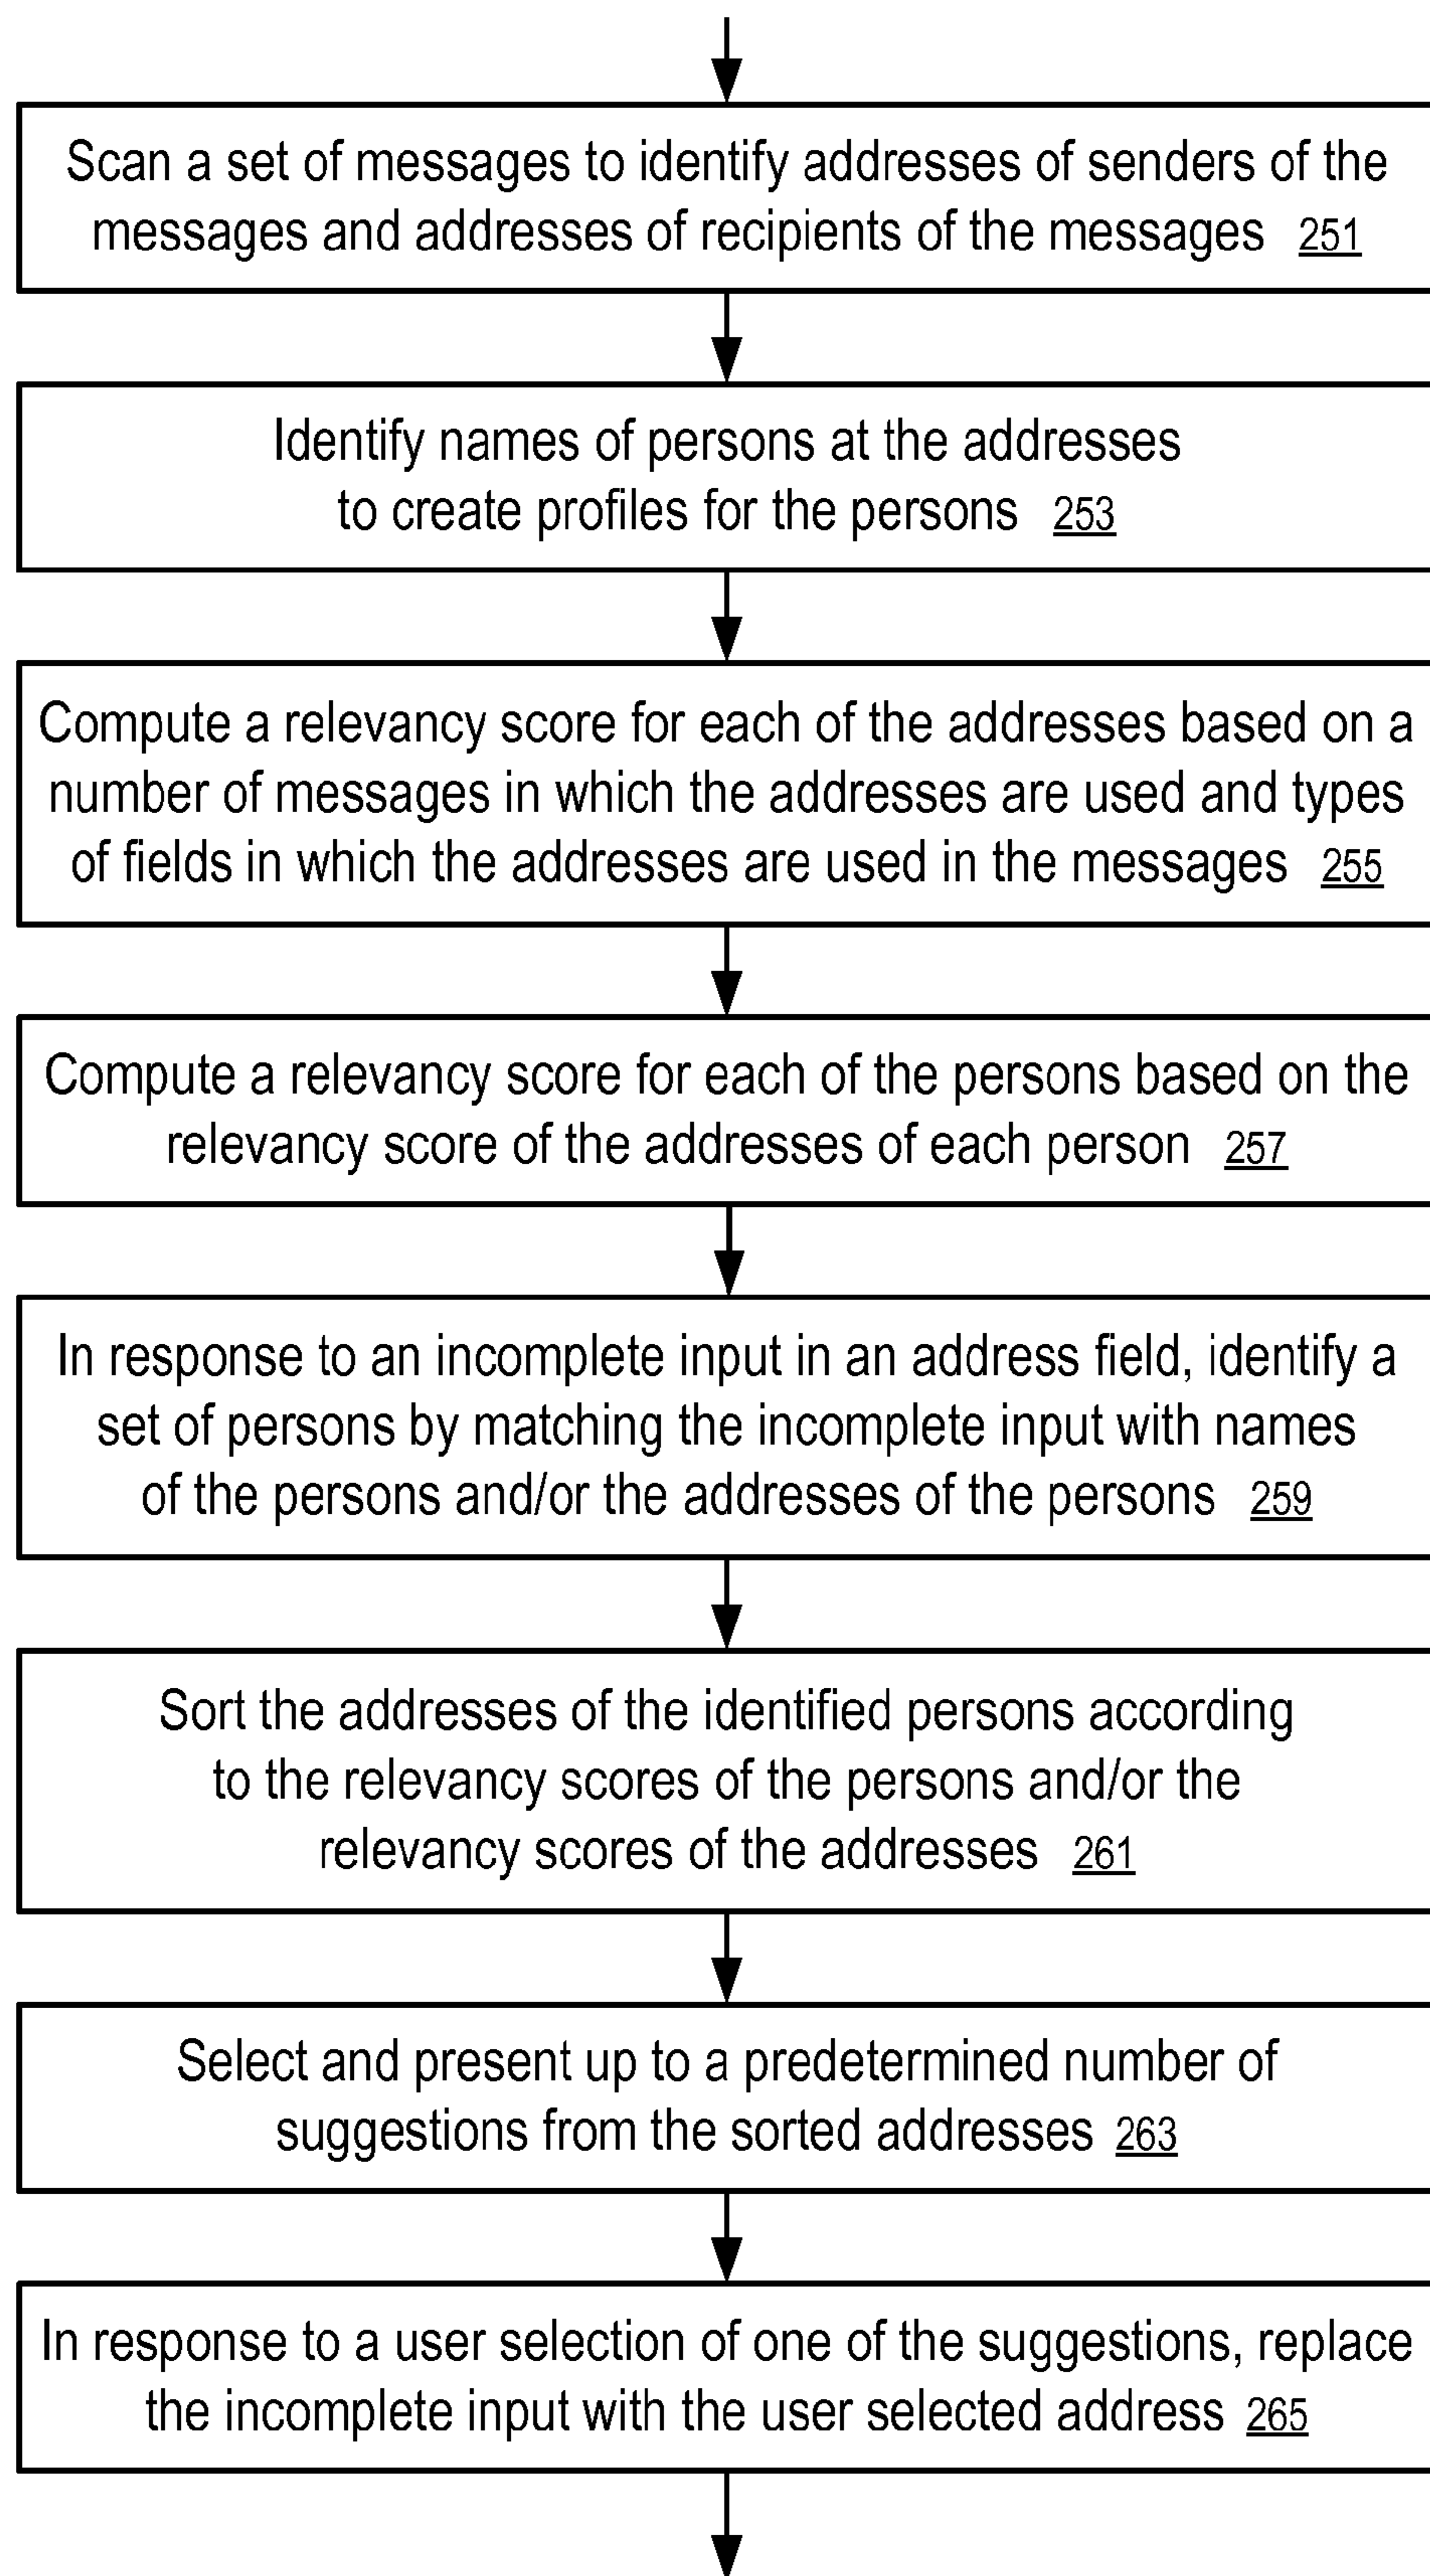 Scan a set of messages to identify addresses of senders of the
messages and addresses of recipients of the messages 251
Identify names of persons at the addresses
to create profiles for the persons 253
Compute a relevancy score for each of the addresses based on a
number of messages in which the addresses are used and types
of fields in which the addresses are used in the messages 255
Compute a relevancy score for each of the persons based on the
relevancy score of the addresses of each person 257
In response to an incomplete input in an address field, identify a
set of persons by matching the incomplete input with names
of the persons and/or the addresses of the persons 259
Sort the addresses of the identified persons according
to the relevancy scores of the persons and/or the
relevancy scores of the addresses 261
Select and present up to a predetermined number of
suggestions from the sorted addresses 263
In response to a user selection of one of the suggestions, replace
the incomplete input with the user selected address 265